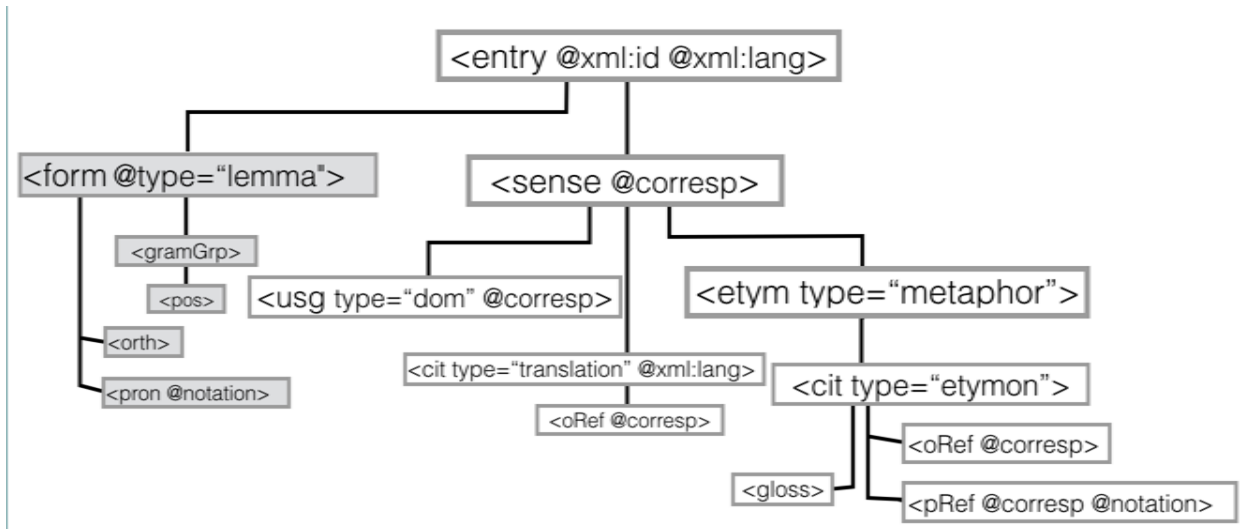 <entry @xml:id @xml:lang>
<form @type=“lemma">
<sense @corresp>
<gramGrp>
<pos>
<usg type=“dom” @corresp>
<etym type=“metaphor”>
<orth>
<cit type=“translation” @xml:lang>
<pron @notation>
<cit type=“etymon”>
<oRef @corresp>
<oRef @corresp>
<gloss>
<pRef @corresp @notation>